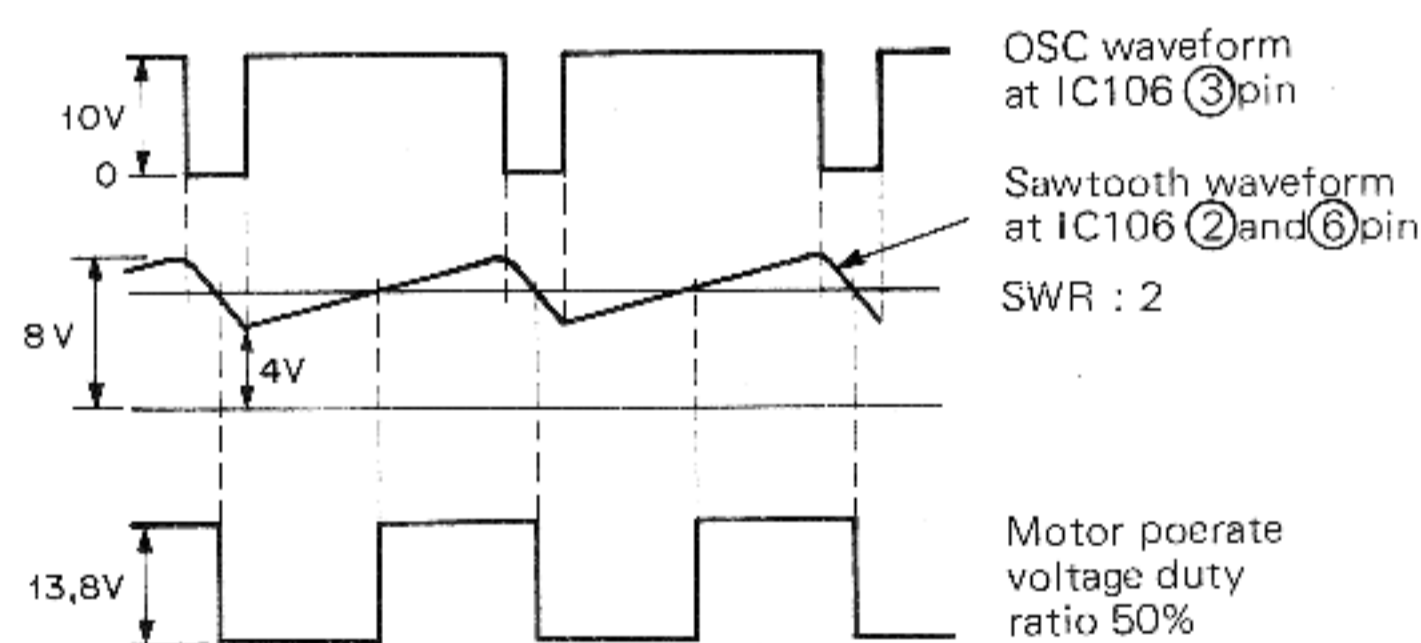 OSC waveform
at IC106 ③pin
10V
0
Sawtooth waveform
at IC106 ②and⑥pin
SWR : 2
8V
4V
Motor poerate
voltage duty
ratio 50%
13,8V